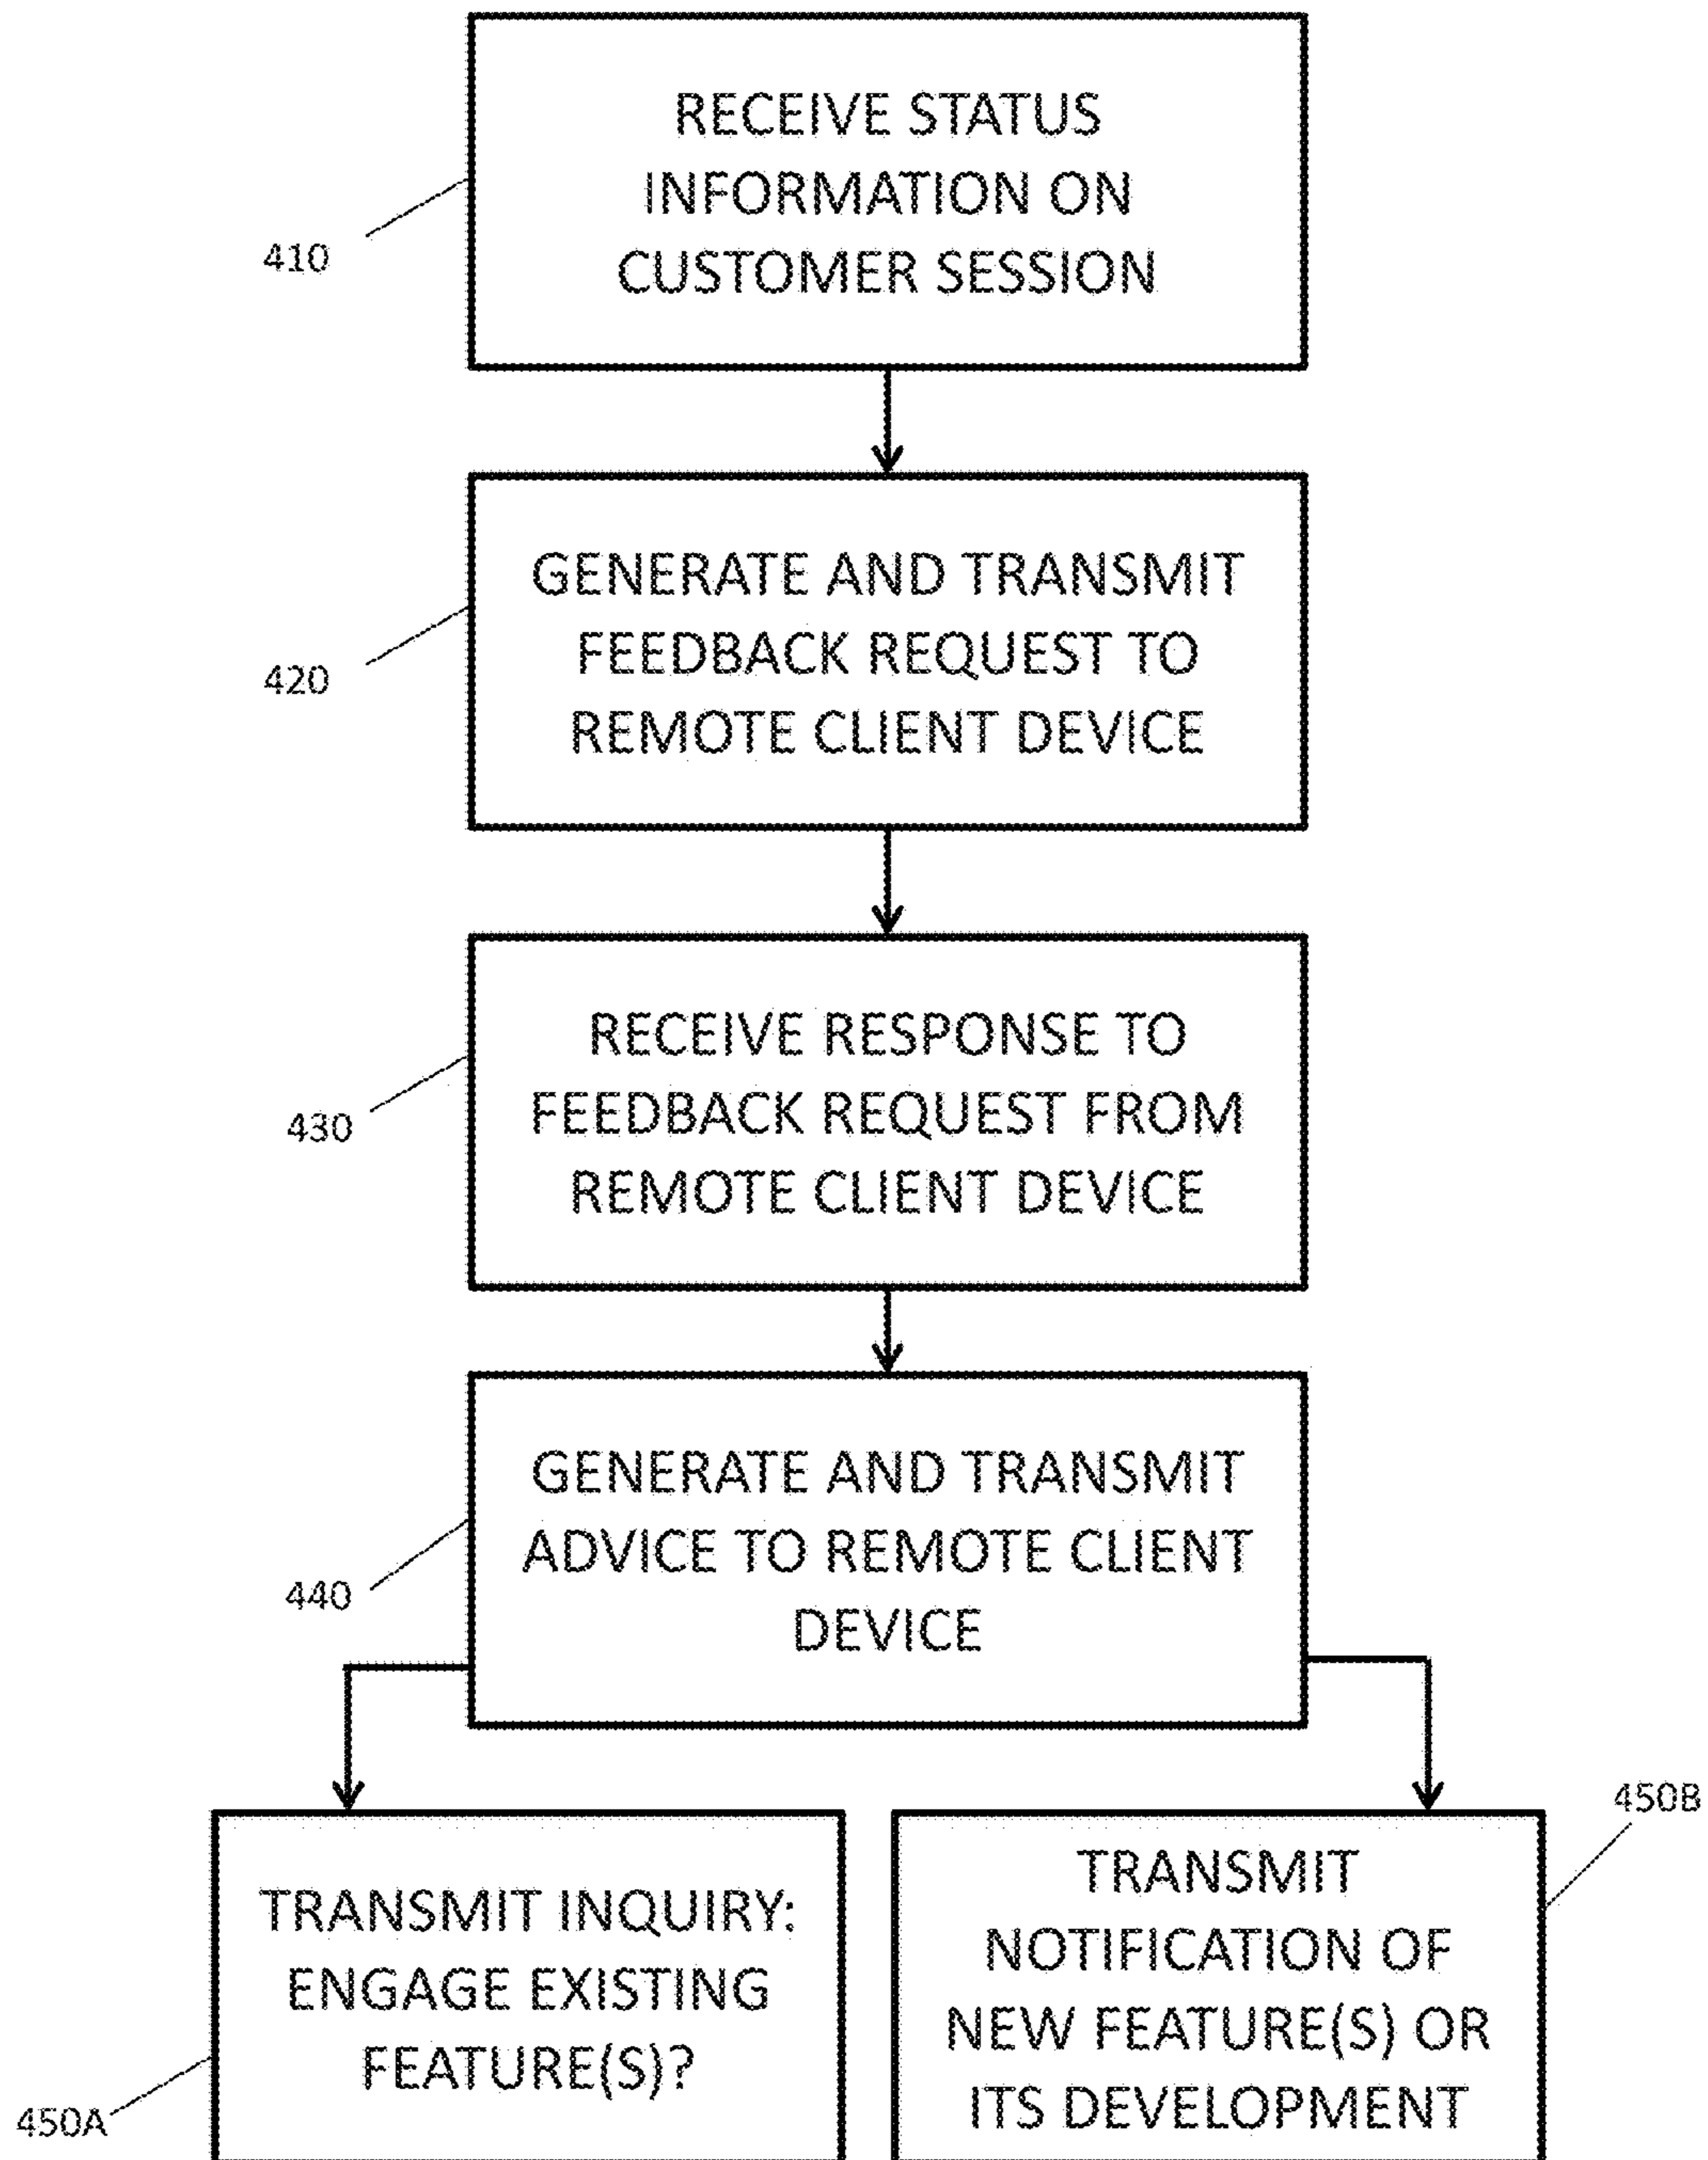 RECEIVE STATUS
INFORMATION ON
CUSTOMER SESSION
410
GENERATE AND TRANSMIT
FEEDBACK REQUEST TO
REMOTE CLIENT DEVICE
420
RECEIVE RESPONSE TO
FEEDBACK REQUEST FROM
REMOTE CLIENT DEVICE
430
GENERATE AND TRANSMIT
ADVICE TO REMOTE CLIENT
DEVICE
440
TRANSMIT INQUIRY:
ENGAGE EXISTING
FEATURE(S)?
450A
450B
TRANSMIT
NOTIFICATION OF
NEW FEATURE(S) OR
ITS DEVELOPMENT